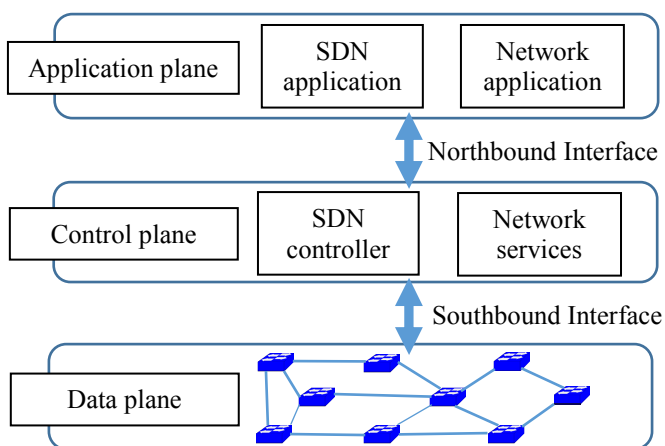 Application plane
SDN
application
Network
application
Northbound Interface
Control plane
SDN
controller
Network
services
Southbound Interface
Data plane